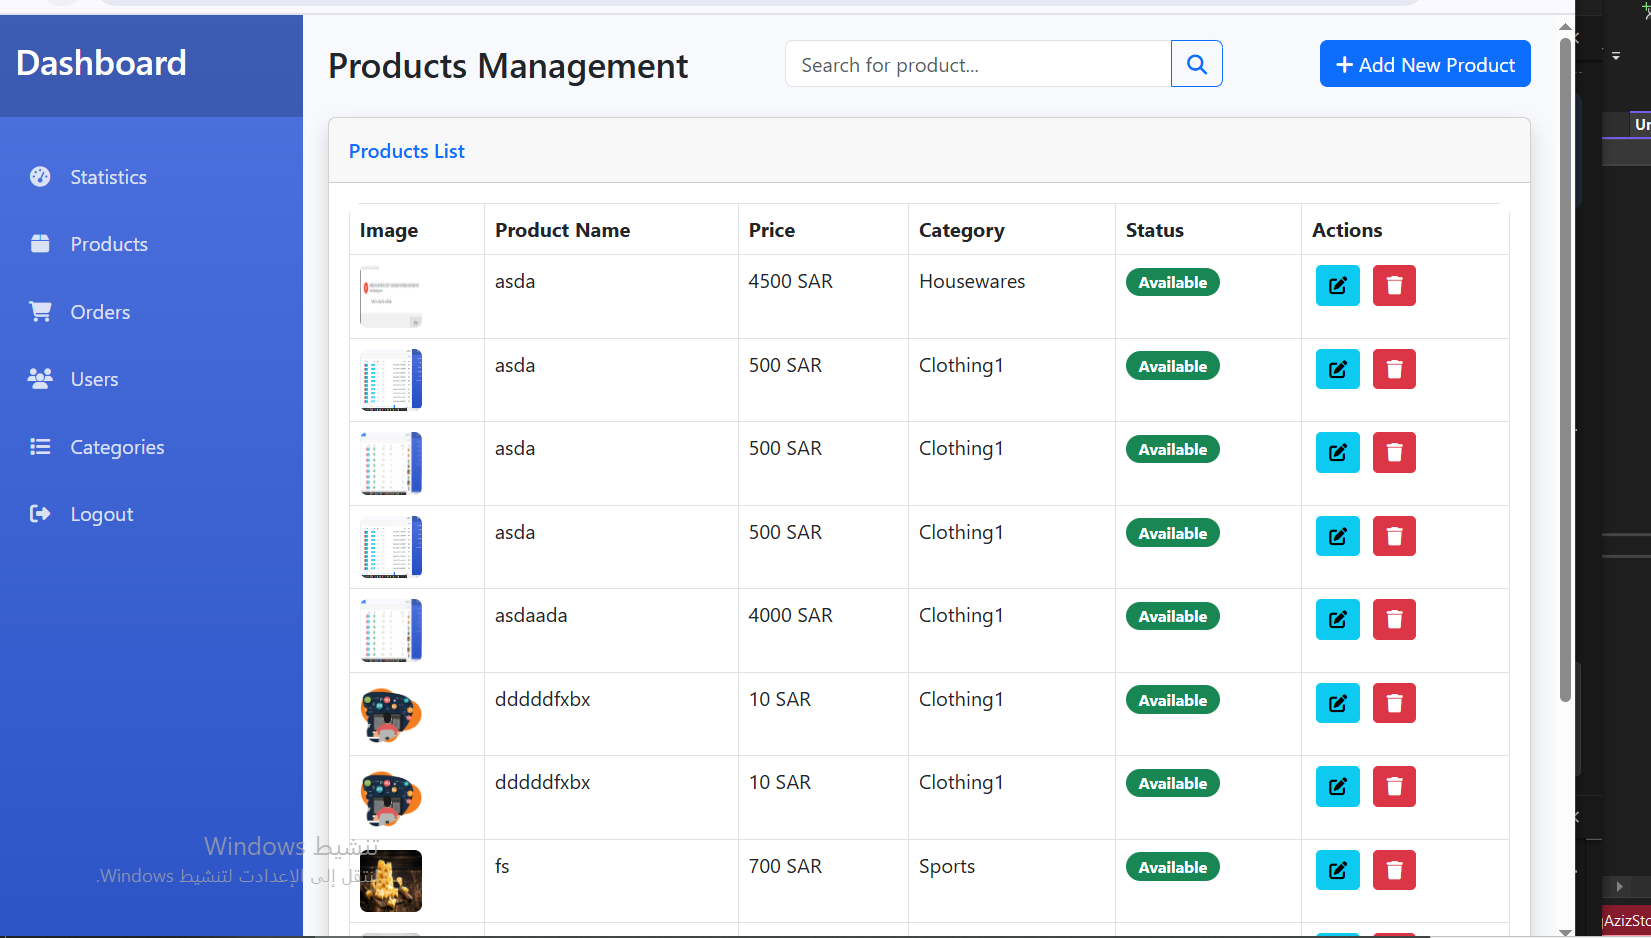 Dashboard
Statistics
Products
Orders
Users
Categories
Logout
Products Management
Search for product...
Add New Product
Products List
Image Product Name Price Category Status Actions
asda 4500 SAR Housewares Available
asda 500 SAR Clothing1 Available
asda 500 SAR Clothing1 Available
asda 500 SAR Clothing1 Available
asdaada 4000 SAR Clothing1 Available
dddddfxbx 10 SAR Clothing1 Available
dddddfxbx 10 SAR Clothing1 Available
fs 700 SAR Sports Available
تنشيط Windows
انتقل إلى الإعدادت لتنشيط Windows.